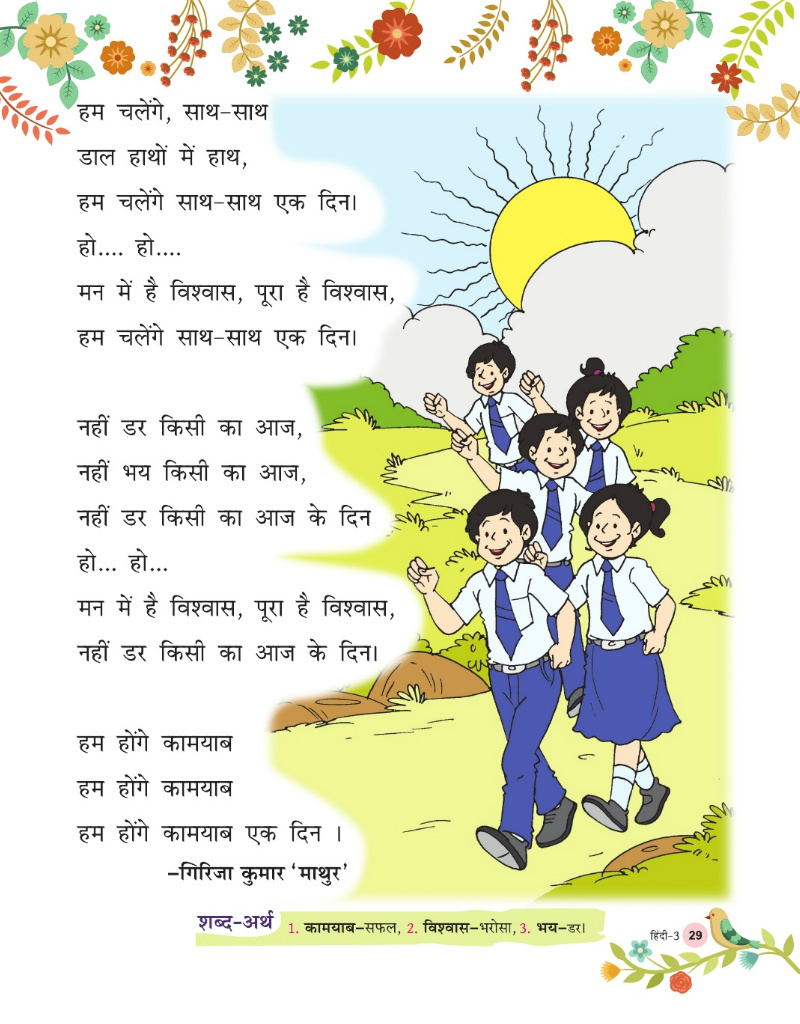 हम चलेंगे, साथ-साथ
डाल हाथों में हाथ,
हम चलेंगे साथ-साथ एक दिन।
हो.... हो....
मन में है विश्वास, पूरा है विश्वास,
हम चलेंगे साथ-साथ एक दिन।
नहीं डर किसी का आज,
नहीं भय किसी का आज,
नहीं डर किसी का आज के दिन
हो... हो...
मन में है विश्वास, पूरा है विश्वास,
नहीं डर किसी का आज के दिन।
हम होंगे कामयाब
हम होंगे कामयाब
हम होंगे कामयाब एक दिन ।
–गिरिजा कुमार ‘माथुर’
शब्द-अर्थ 1. कामयाब–सफल, 2. विश्वास–भरोसा, 3. भय–डर।
हिंदी-3 29